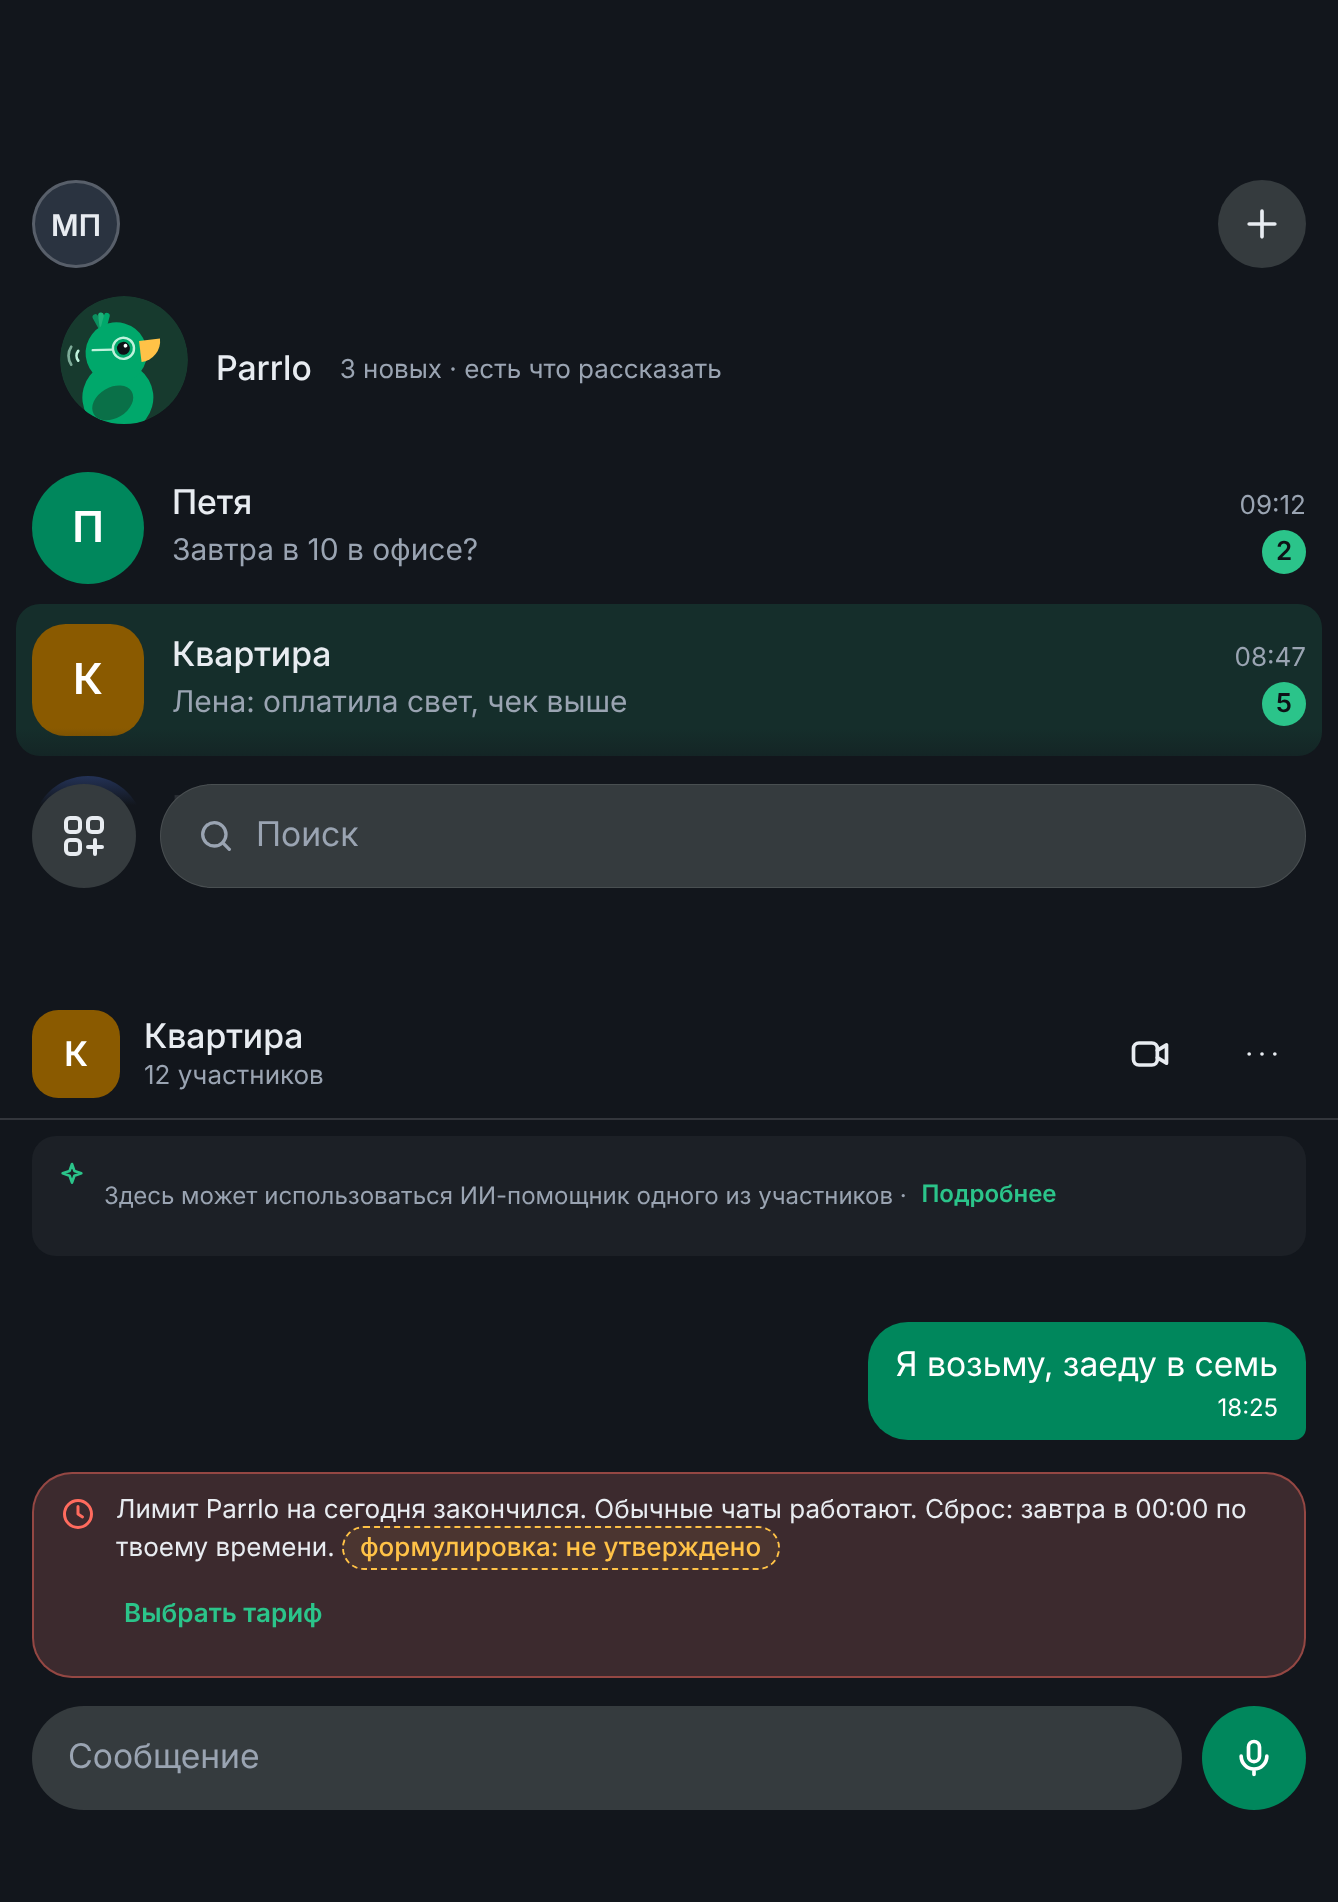 МП
Parrlo 3 новых · есть что рассказать
П
Петя 09:12
Завтра в 10 в офисе? 2
К
Квартира 08:47
Лена: оплатила свет, чек выше 5
Поиск
К
Квартира
12 участников
Здесь может использоваться ИИ-помощник одного из участников · Подробнее
Я возьму, заеду в семь
18:25
Лимит Parrlo на сегодня закончился. Обычные чаты работают. Сброс: завтра в 00:00 по
твоему времени. формулировка: не утверждено
Выбрать тариф
Сообщение